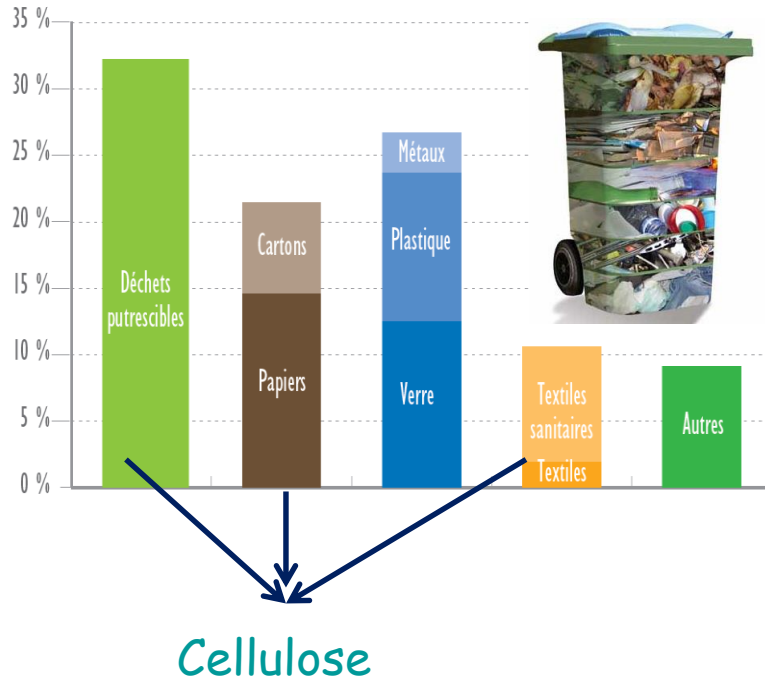 35 %
30 %
25 %
20 %
15 %
10 %
5 %
0 %
Déchets
putrescibles
Cartons
Papiers
Métaux
Plastique
Verre
Textiles
sanitaires
Textiles
Autres
Cellulose